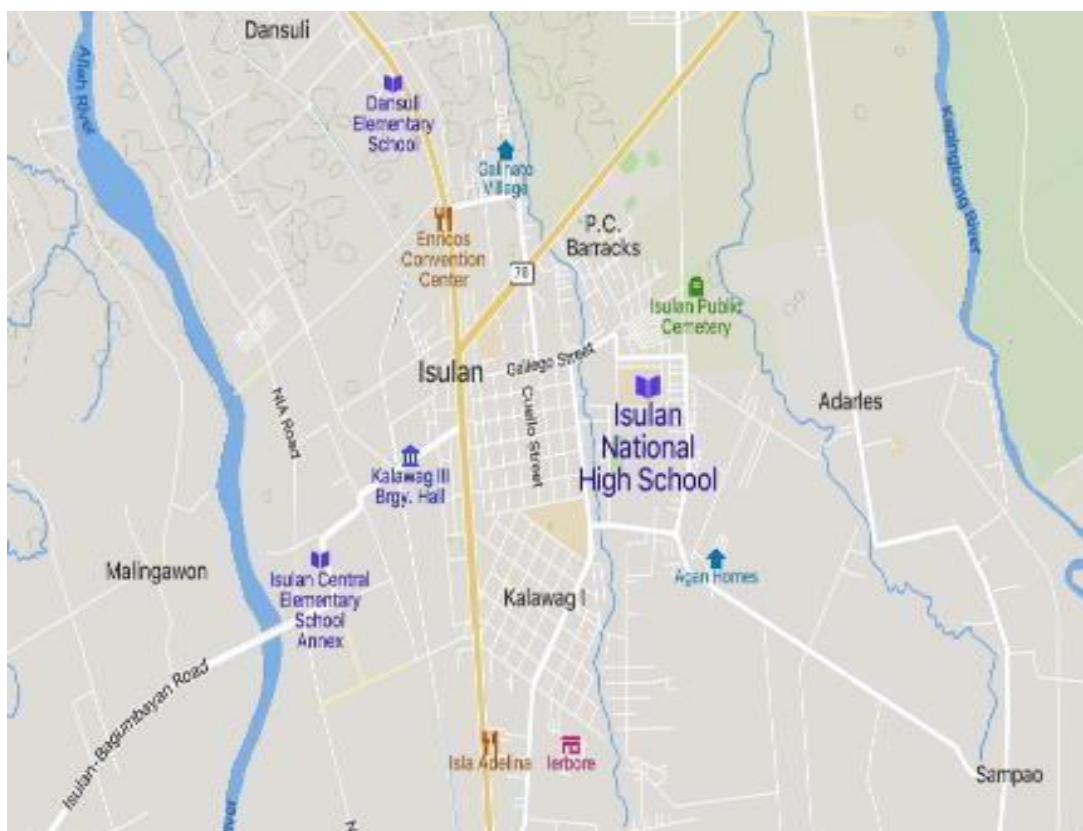 Dansuli
Allah River
Dansuli
Elementary
School
Galinato
Village
Kapingkong River
P.C.
Barracks
Enricos
Convention
Center
78
Isulan Public
Cemetery
Isulan
Gallego Street
Cuello Street
NIA Road
Isulan
National
High School
Adarles
Kalawag III
Brgy. Hall
Malingawon
Isulan Central
Elementary
School
Annex
Agan Homes
Kalawag I
Isulan-Bagumbayan Road
Isla Adelina
lerbore
Sampao
N